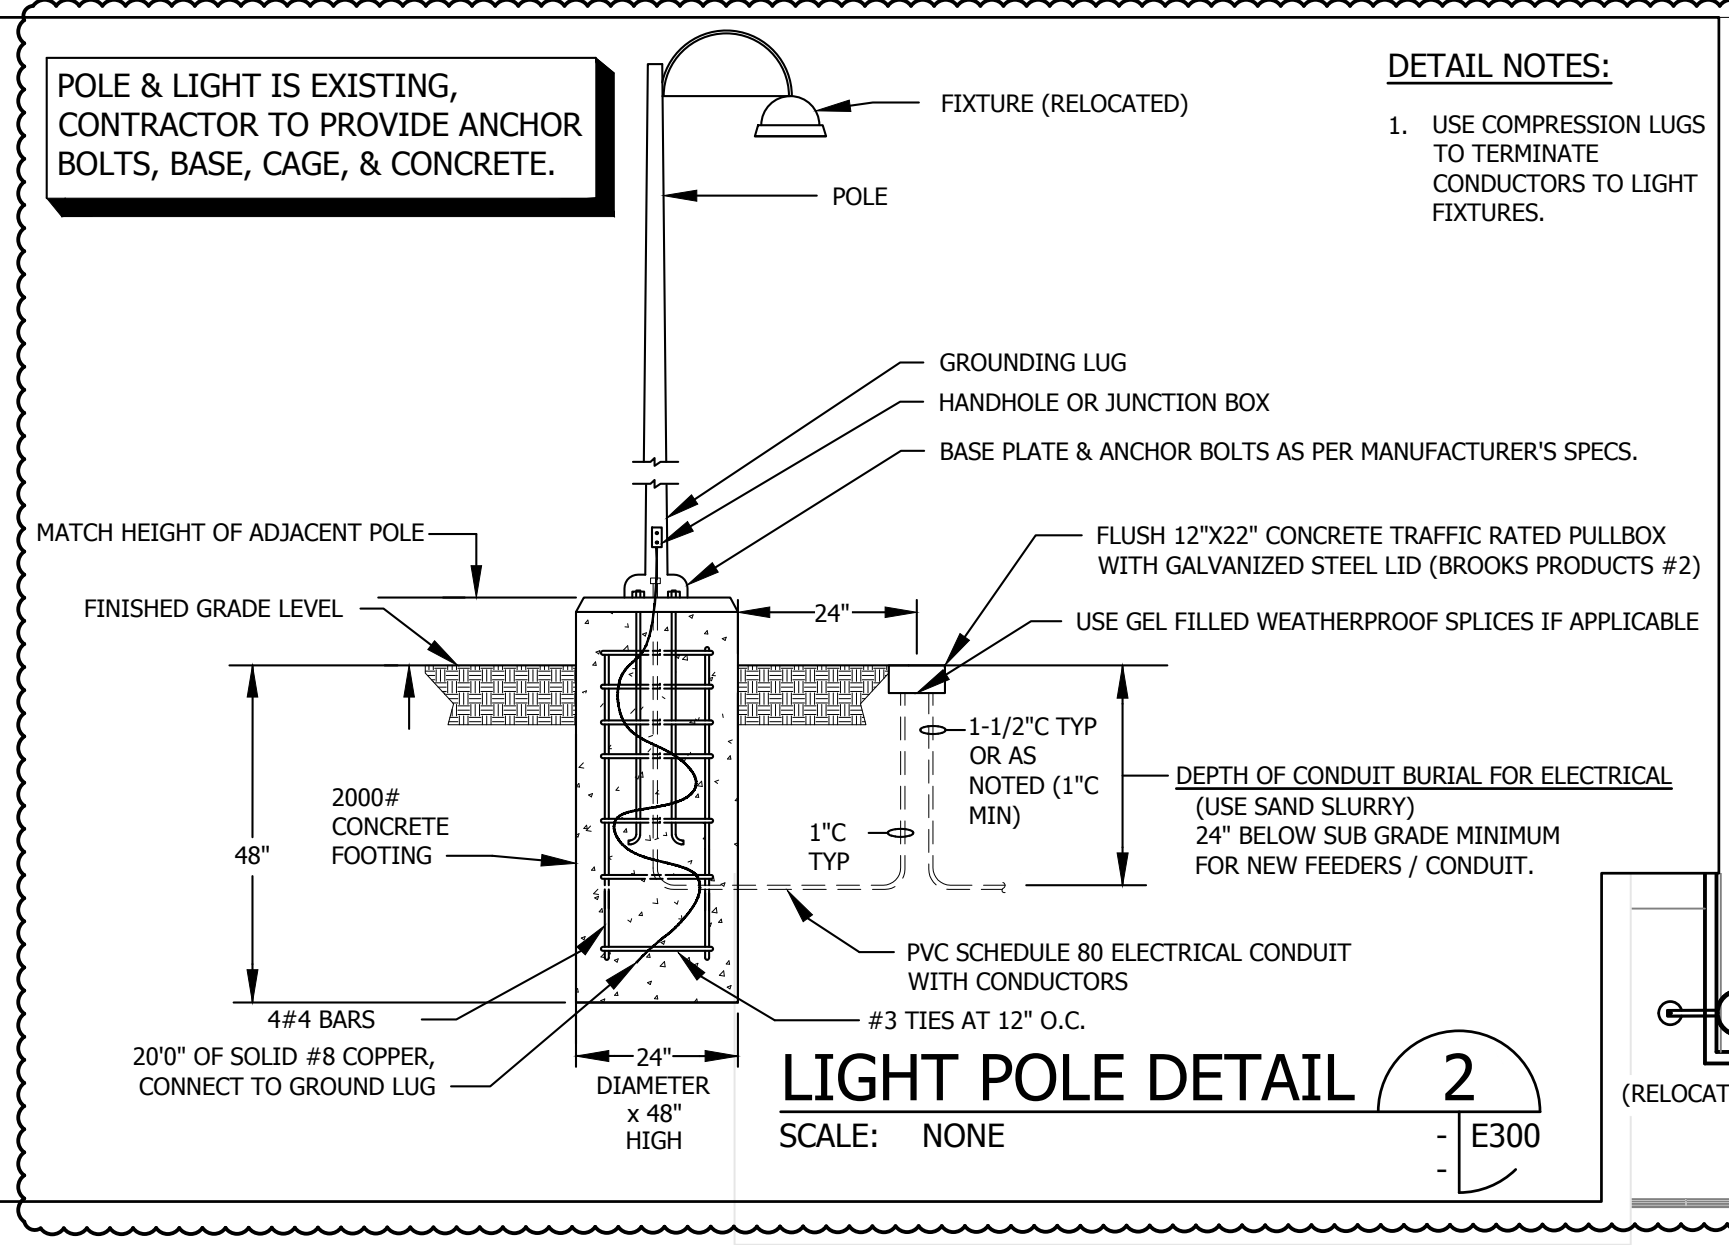 POLE & LIGHT IS EXISTING,
CONTRACTOR TO PROVIDE ANCHOR
BOLTS, BASE, CAGE, & CONCRETE.
FIXTURE (RELOCATED)
POLE
DETAIL NOTES:
1. USE COMPRESSION LUGS
TO TERMINATE
CONDUCTORS TO LIGHT
FIXTURES.
GROUNDING LUG
HANDHOLE OR JUNCTION BOX
BASE PLATE & ANCHOR BOLTS AS PER MANUFACTURER'S SPECS.
MATCH HEIGHT OF ADJACENT POLE
FINISHED GRADE LEVEL
24"
FLUSH 12"X22" CONCRETE TRAFFIC RATED PULLBOX
WITH GALVANIZED STEEL LID (BROOKS PRODUCTS #2)
USE GEL FILLED WEATHERPROOF SPLICES IF APPLICABLE
1-1/2"C TYP
OR AS
NOTED (1"C
MIN)
1"C
TYP
DEPTH OF CONDUIT BURIAL FOR ELECTRICAL
(USE SAND SLURRY)
24" BELOW SUB GRADE MINIMUM
FOR NEW FEEDERS / CONDUIT.
2000#
CONCRETE
FOOTING
48"
PVC SCHEDULE 80 ELECTRICAL CONDUIT
WITH CONDUCTORS
4#4 BARS
#3 TIES AT 12" O.C.
20'0" OF SOLID #8 COPPER,
CONNECT TO GROUND LUG
24"
DIAMETER
x 48"
HIGH
LIGHT POLE DETAIL
2
SCALE: NONE
- E300
-
(RELOCAT